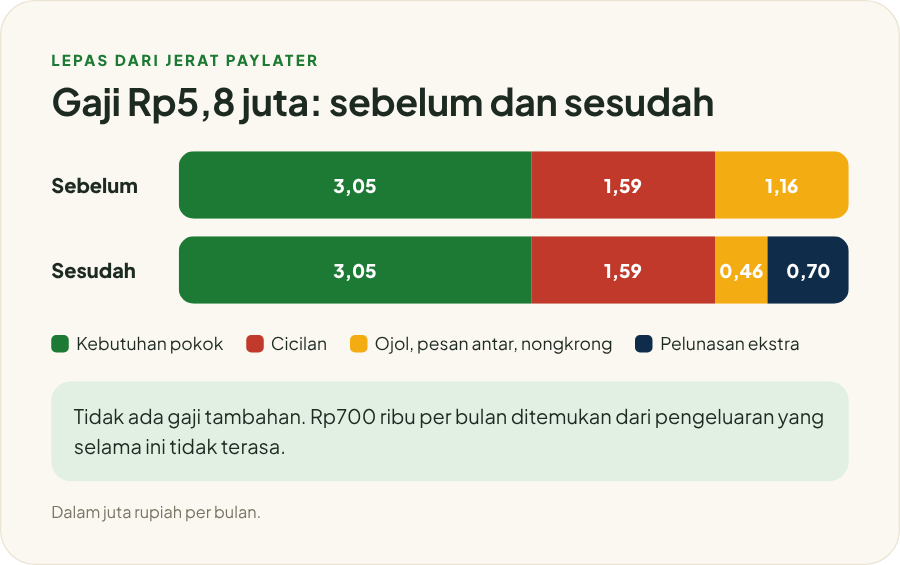 LEPAS DARI JERAT PAYLATER
Gaji Rp5,8 juta: sebelum dan sesudah
Sebelum 3,05 1,59 1,16
Sesudah 3,05 1,59 0,46 0,70
Kebutuhan pokok Cicilan Ojol, pesan antar, nongkrong Pelunasan ekstra
Tidak ada gaji tambahan. Rp700 ribu per bulan ditemukan dari pengeluaran yang
selama ini tidak terasa.
Dalam juta rupiah per bulan.